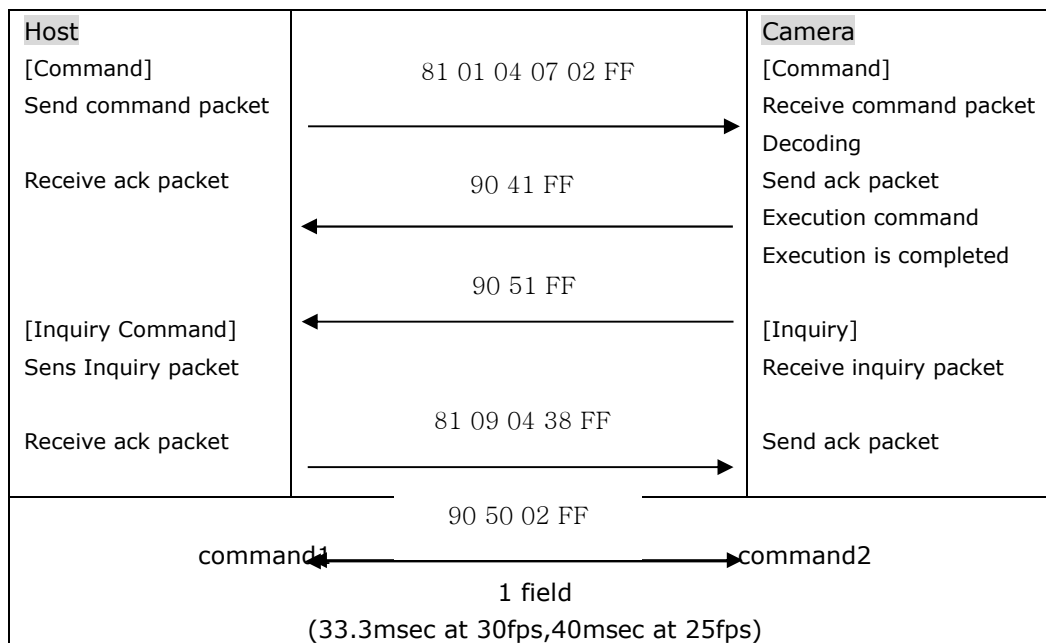 Host
[Command]
Send command packet
Receive ack packet
[Inquiry Command]
Sens Inquiry packet
Receive ack packet
81 01 04 07 02 FF
90 41 FF
90 51 FF
81 09 04 38 FF
Camera
[Command]
Receive command packet
Decoding
Send ack packet
Execution command
Execution is completed
[Inquiry]
Receive inquiry packet
Send ack packet
90 50 02 FF
command1 command2
1 field
(33.3msec at 30fps,40msec at 25fps)